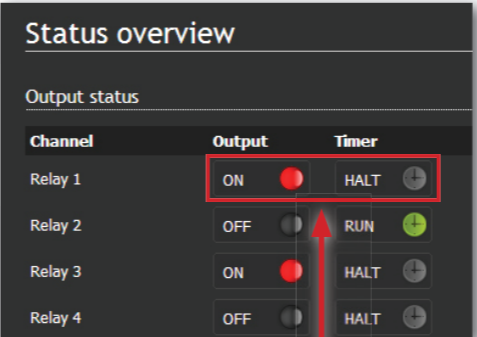 Status overview
Output status
Channel Output Timer
Relay 1 ON HALT
Relay 2 OFF RUN
Relay 3 ON HALT
Relay 4 OFF HALT